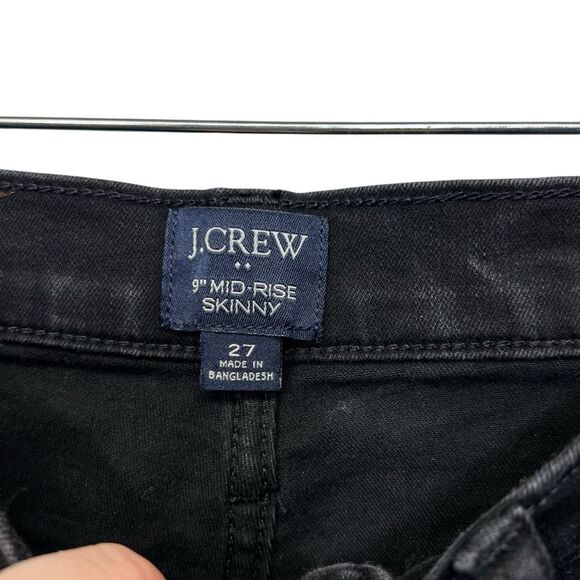 J.CREW
9" MID-RISE
SKINNY
27
MADE IN
BANGLADESH